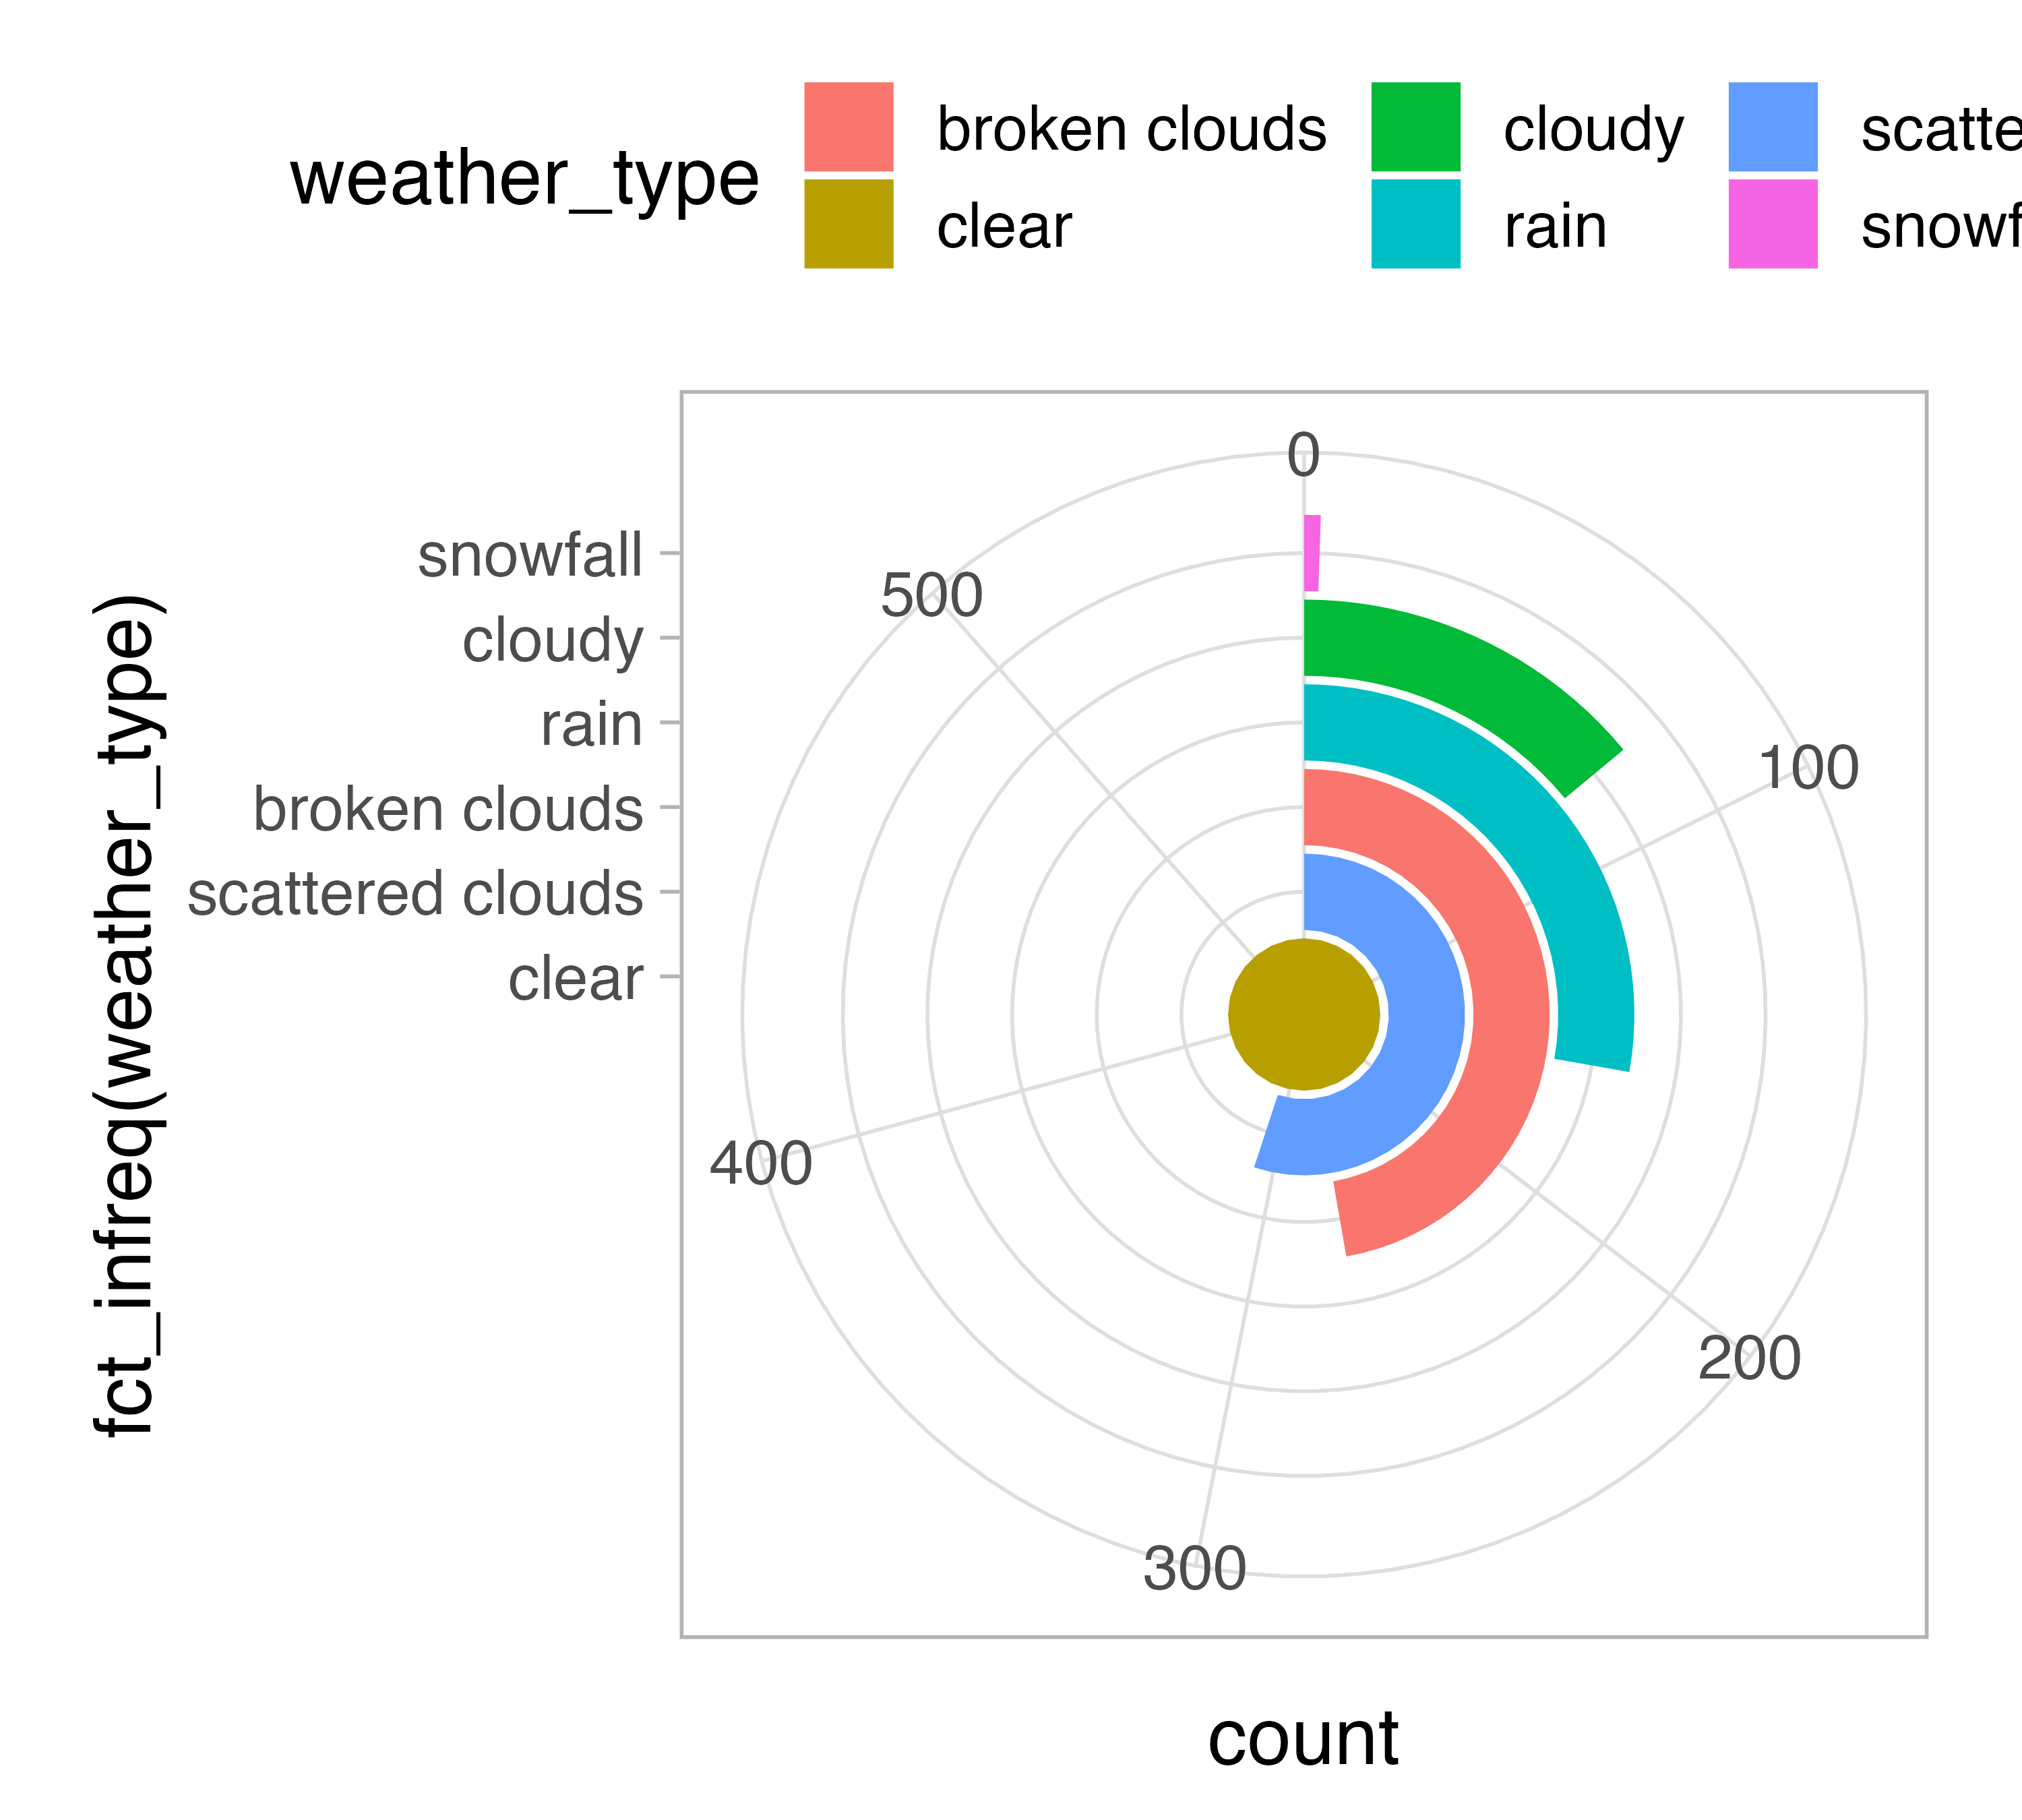 weather_type
broken clouds
cloudy
scatte
clear
rain
snowf
0
100
200
300
400
500
snowfall
cloudy
rain
broken clouds
scattered clouds
clear
fct_infreq(weather_type)
count